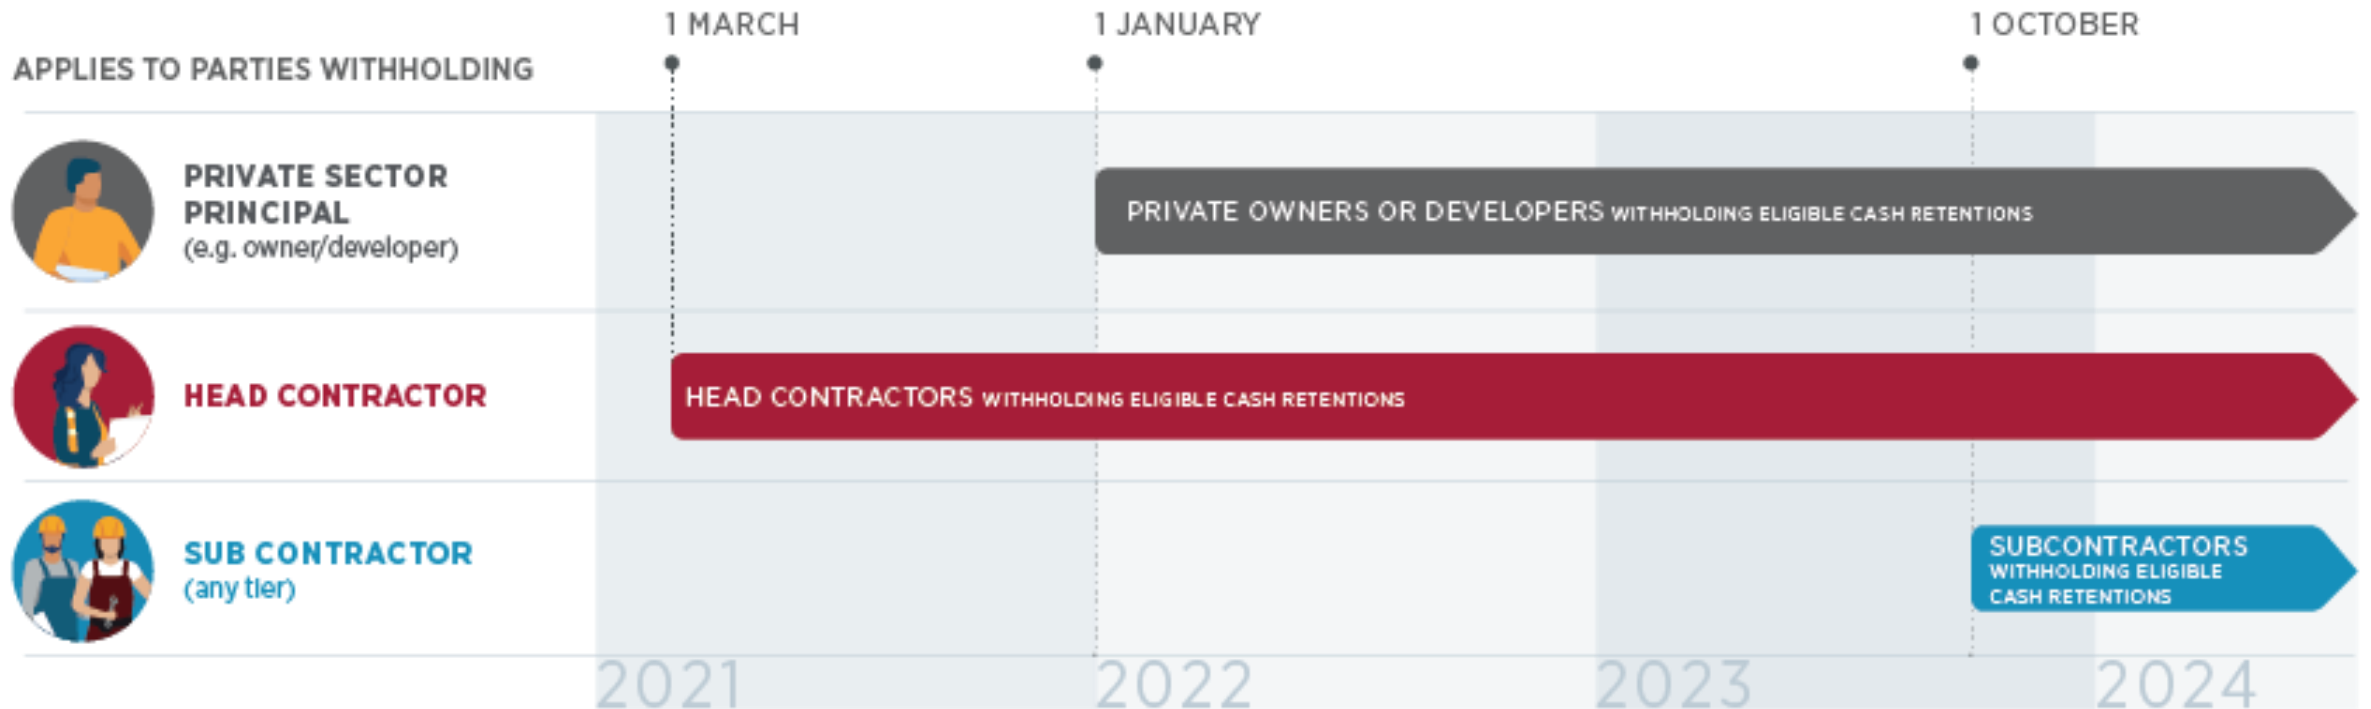 1 MARCH
1 JANUARY
1 OCTOBER
APPLIES TO PARTIES WITHHOLDING
PRIVATE SECTOR
PRINCIPAL
(e.g. owner/developer)
PRIVATE OWNERS OR DEVELOPERS WITHHOLDING ELIGIBLE CASH RETENTIONS
HEAD CONTRACTOR
HEAD CONTRACTORS WITHHOLDING ELIGIBLE CASH RETENTIONS
SUB CONTRACTOR
(any tier)
SUBCONTRACTORS
WITHHOLDING ELIGIBLE
CASH RETENTIONS
2021
2022
2023
2024